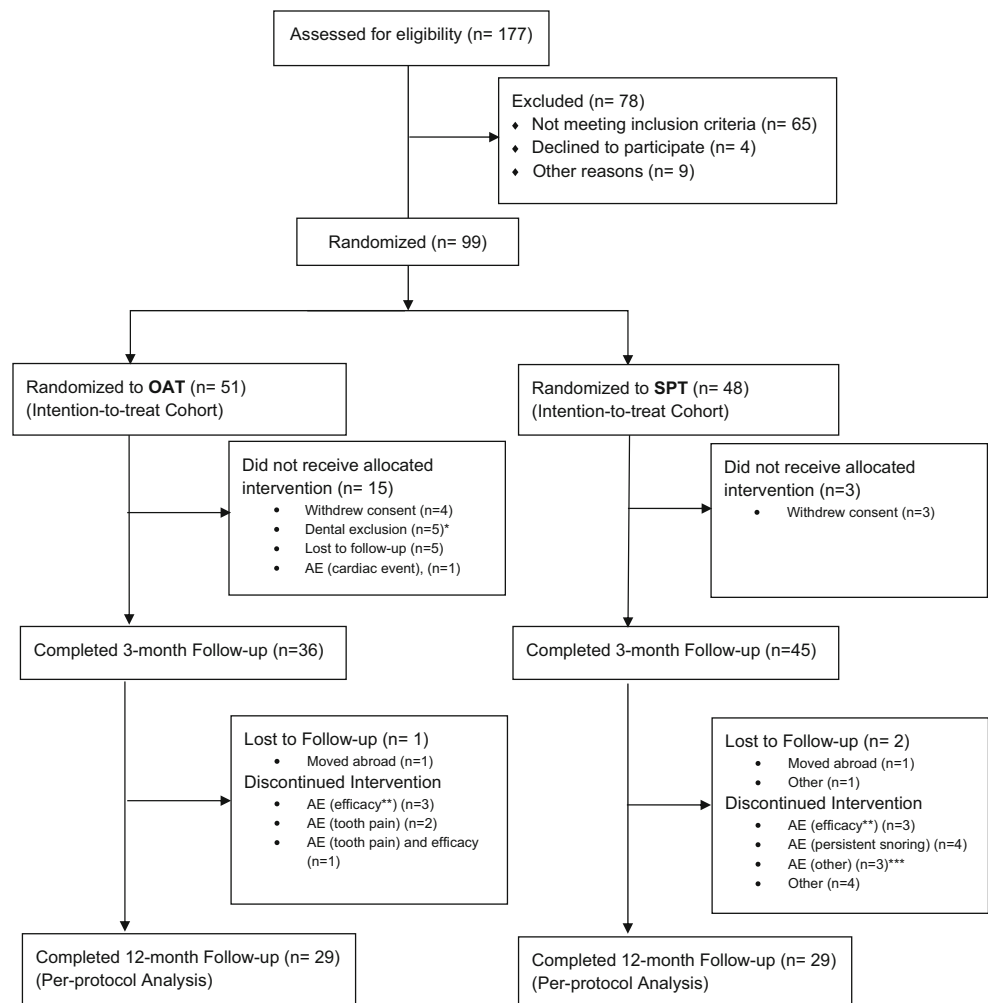 Assessed for eligibility (n= 177)
Excluded (n= 78)
♦ Not meeting inclusion criteria (n= 65)
♦ Declined to participate (n= 4)
♦ Other reasons (n= 9)
Randomized (n= 99)
Randomized to OAT (n= 51)
(Intention-to-treat Cohort)
Randomized to SPT (n= 48)
(Intention-to-treat Cohort)
Did not receive allocated
intervention (n= 15)
• Withdrew consent (n=4)
• Dental exclusion (n=5)*
• Lost to follow-up (n=5)
• AE (cardiac event), (n=1)
Did not receive allocated
intervention (n=3)
• Withdrew consent (n=3)
Completed 3-month Follow-up (n=36)
Completed 3-month Follow-up (n=45)
Lost to Follow-up (n= 1)
• Moved abroad (n=1)
Discontinued Intervention
• AE (efficacy**) (n=3)
• AE (tooth pain) (n=2)
• AE (tooth pain) and efficacy
(n=1)
Lost to Follow-up (n= 2)
• Moved abroad (n=1)
• Other (n=1)
Discontinued Intervention
• AE (efficacy**) (n=3)
• AE (persistent snoring) (n=4)
• AE (other) (n=3)***
• Other (n=4)
Completed 12-month Follow-up (n= 29)
(Per-protocol Analysis)
Completed 12-month Follow-up (n= 29)
(Per-protocol Analysis)